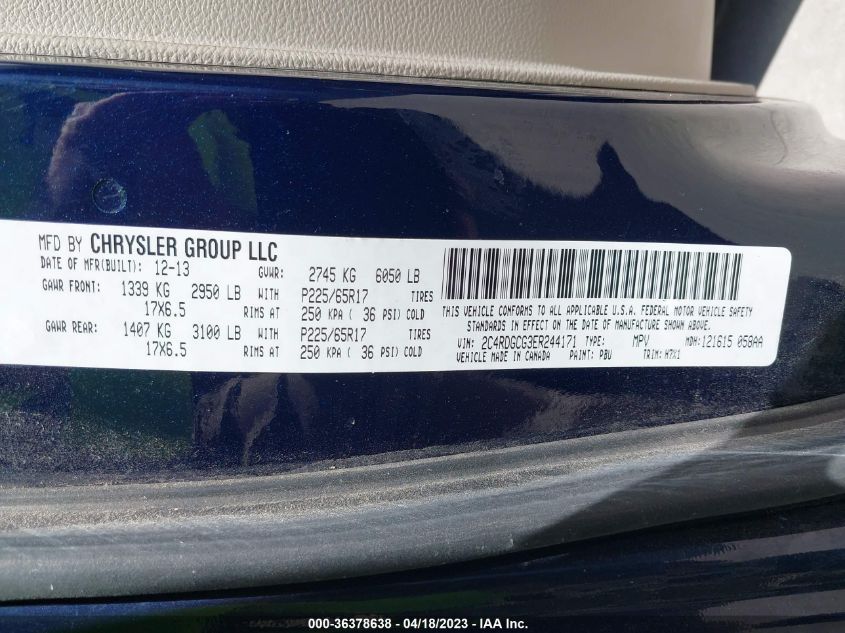 MFD BY CHRYSLER GROUP LLC
DATE OF MFR(BUILT): 12-13 GVWR: 2745 KG 6050 LB
GAWR FRONT: 1339 KG 2950 LB WITH P225/65R17 TIRES
17X6.5 RIMS AT 250 KPA ( 36 PSI) COLD
GAWR REAR: 1407 KG 3100 LB WITH P225/65R17 TIRES
17X6.5 RIMS AT 250 KPA ( 36 PSI) COLD
THIS VEHICLE CONFORMS TO ALL APPLICABLE U.S.A. FEDERAL MOTOR VEHICLE SAFETY
STANDARDS IN EFFECT ON THE DATE OF MANUFACTURE SHOWN ABOVE.
VIN: 2C4RDGCG3ER244171 TYPE: MPV MDH: 121615 058AA
VEHICLE MADE IN CANADA PAINT: PBU TRIM: H7X1
000-36378638 - 04/18/2023 - IAAI Inc.